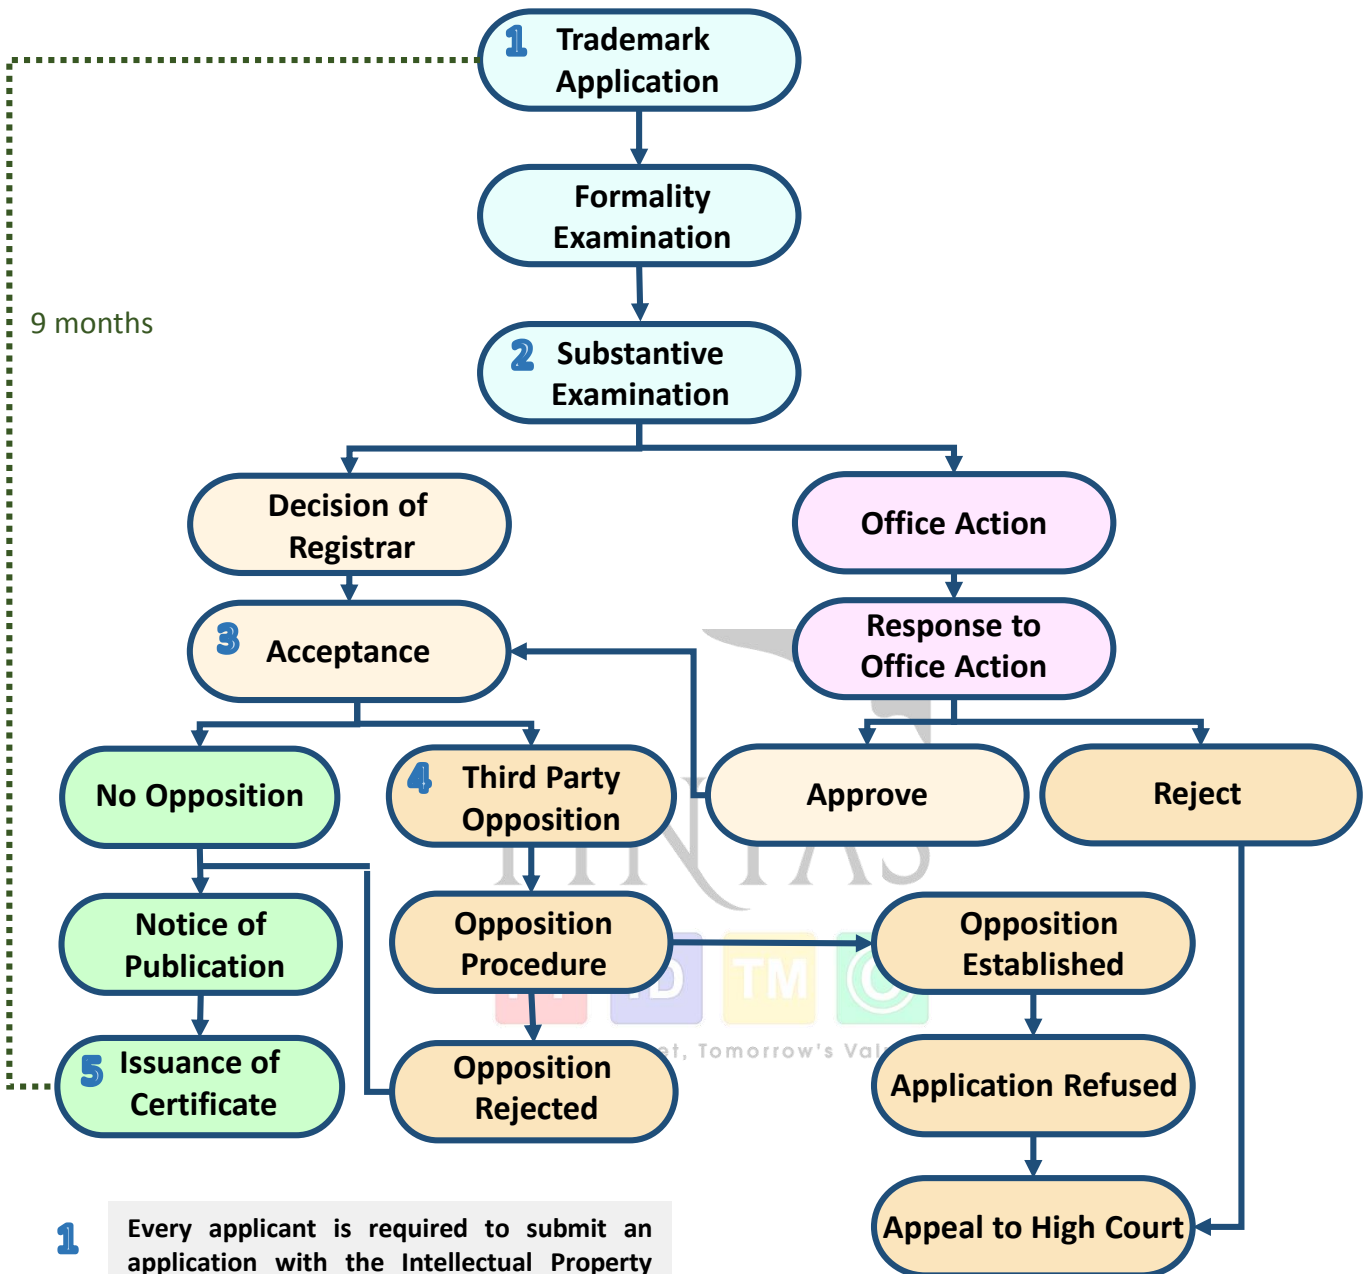 1 Trademark
Application
Formality
Examination
9 months
2 Substantive
Examination
Decision of
Registrar
Office Action
3 Acceptance
Response to
Office Action
No Opposition
4 Third Party
Opposition
Approve
Reject
Notice of
Publication
Opposition
Procedure
Opposition
Established
TM
5 Issuance of
Certificate
Opposition
Rejected
Tomorrow's
Application Refused
Appeal to High Court
1 Every applicant is required to submit an
application with the Intellectual Property